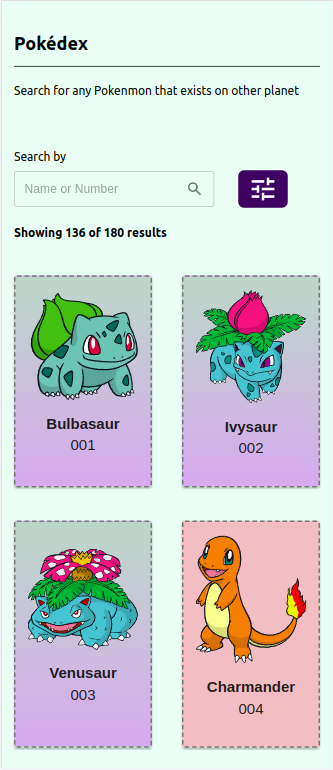 Pokédex
Search for any Pokenmon that exists on other planet
Search by
Name or Number
Showing 136 of 180 results
Bulbasaur
001
Ivysaur
002
Venusaur
003
Charmander
004